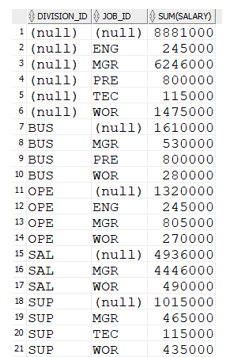 DIVISION_ID JOB_ID SUM(SALARY)
1 (null) (null) 8881000
2 (null) ENG 245000
3 (null) MGR 6246000
4 (null) PRE 800000
5 (null) TEC 115000
6 (null) WOR 1475000
7 BUS (null) 1610000
8 BUS MGR 530000
9 BUS PRE 800000
10 BUS WOR 280000
11 OPE (null) 1320000
12 OPE ENG 245000
13 OPE MGR 805000
14 OPE WOR 270000
15 SAL (null) 4936000
16 SAL MGR 4446000
17 SAL WOR 490000
18 SUP (null) 1015000
19 SUP MGR 465000
20 SUP TEC 115000
21 SUP WOR 435000